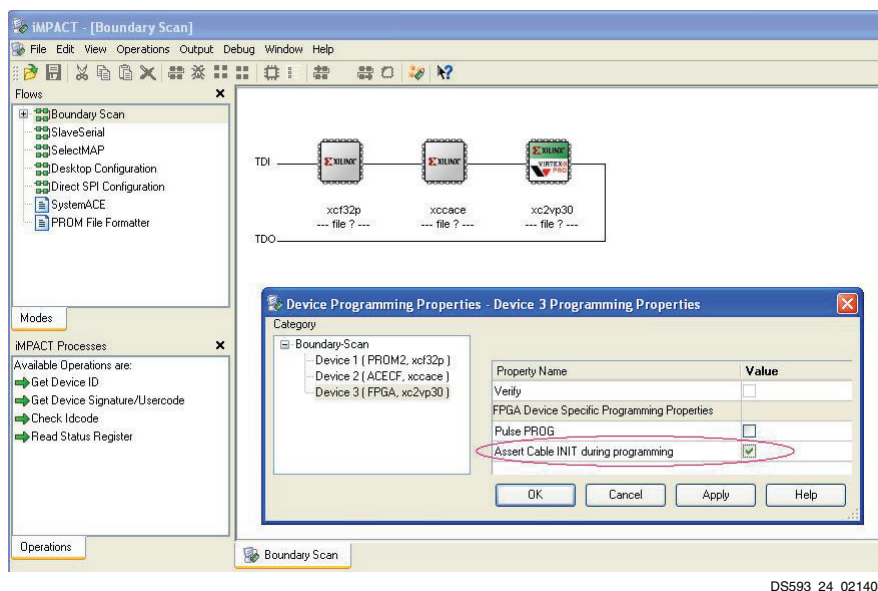 iMPACT - [Boundary Scan]
File Edit View Operations Output Debug Window Help
Flows
Boundary Scan
SlaveSerial
SelectMAP
Desktop Configuration
Direct SPI Configuration
SystemACE
PROM File Formatter
Modes
iMPACT Processes
Available Operations are:
Get Device ID
Get Device Signature/Usercode
Check Idcode
Read Status Register
Operations
TDI
XILINX
XILINX
XILINX
VIRTEX-II
PRO
xcf32p
xccace
xc2vp30
--- file ? ---
--- file ? ---
--- file ? ---
TDO
Device Programming Properties - Device 3 Programming Properties
Category
Boundary-Scan
Device 1 ( PROM2, xcf32p )
Device 2 ( ACECF, xccace )
Device 3 ( FPGA, xc2vp30 )
Property Name Value
Verify
FPGA Device Specific Programming Properties
Pulse PROG
Assert Cable INIT during programming
OK Cancel Apply Help
Boundary Scan
DS593_24_02140